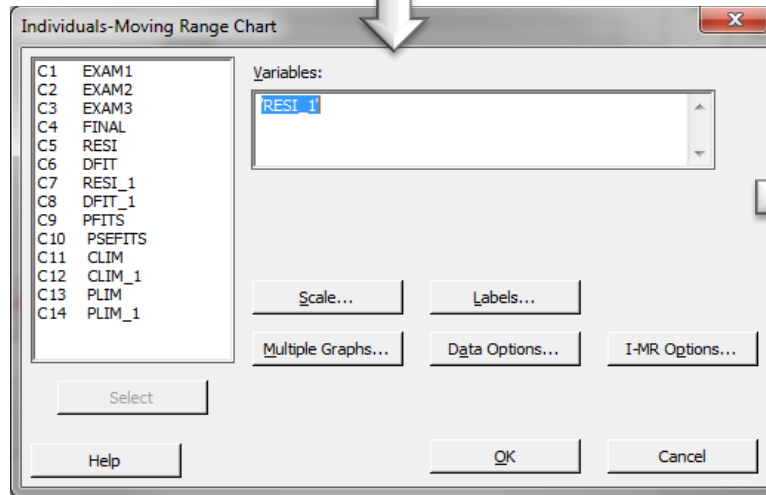 Individuals-Moving Range Chart
C1 EXAM1
C2 EXAM2
C3 EXAM3
C4 FINAL
C5 RESI
C6 DFIT
C7 RESI_1
C8 DFIT_1
C9 PFITS
C10 PSEFITS
C11 CLIM
C12 CLIM_1
C13 PLIM
C14 PLIM_1
Variables:
'RESI_1'
Scale... Labels...
Multiple Graphs... Data Options... I-MR Options...
Select
Help OK Cancel